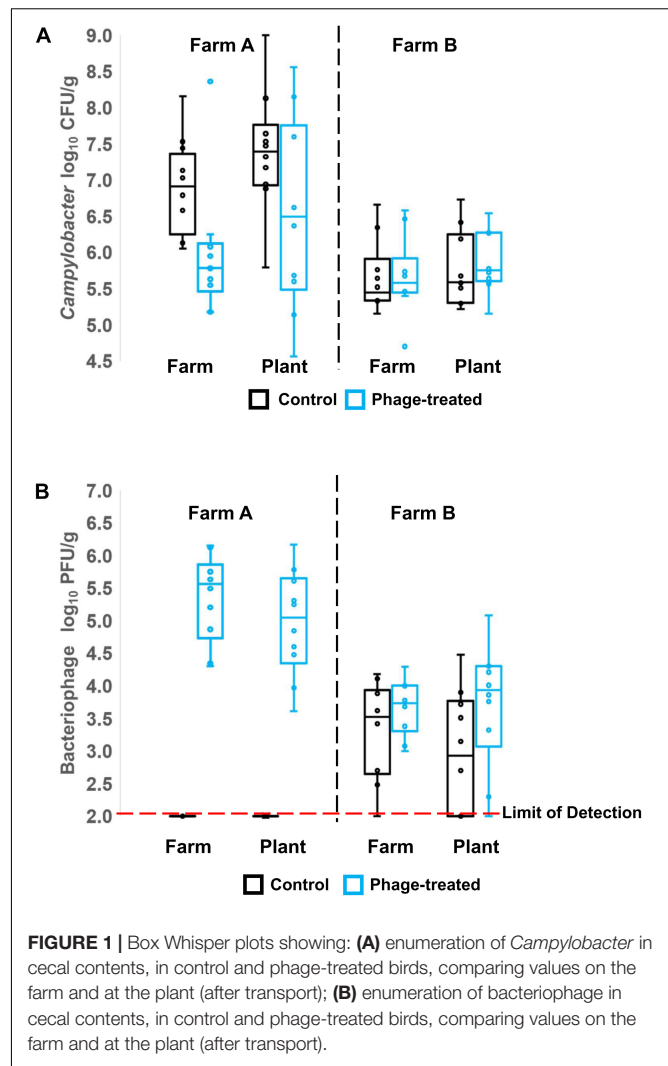 A
Farm A
Farm B
Campylobacter log10 CFU/g
9.0
8.5
8.0
7.5
7.0
6.5
6.0
5.5
5.0
4.5
Farm
Plant
Farm
Plant
Control
Phage-treated
B
Farm A
Farm B
Bacteriophage log10 PFU/g
7.0
6.5
6.0
5.5
5.0
4.5
4.0
3.5
3.0
2.5
2.0
Limit of Detection
Farm
Plant
Farm
Plant
Control
Phage-treated
FIGURE 1 | Box Whisper plots showing: (A) enumeration of Campylobacter in
cecal contents, in control and phage-treated birds, comparing values on the
farm and at the plant (after transport); (B) enumeration of bacteriophage in
cecal contents, in control and phage-treated birds, comparing values on the
farm and at the plant (after transport).